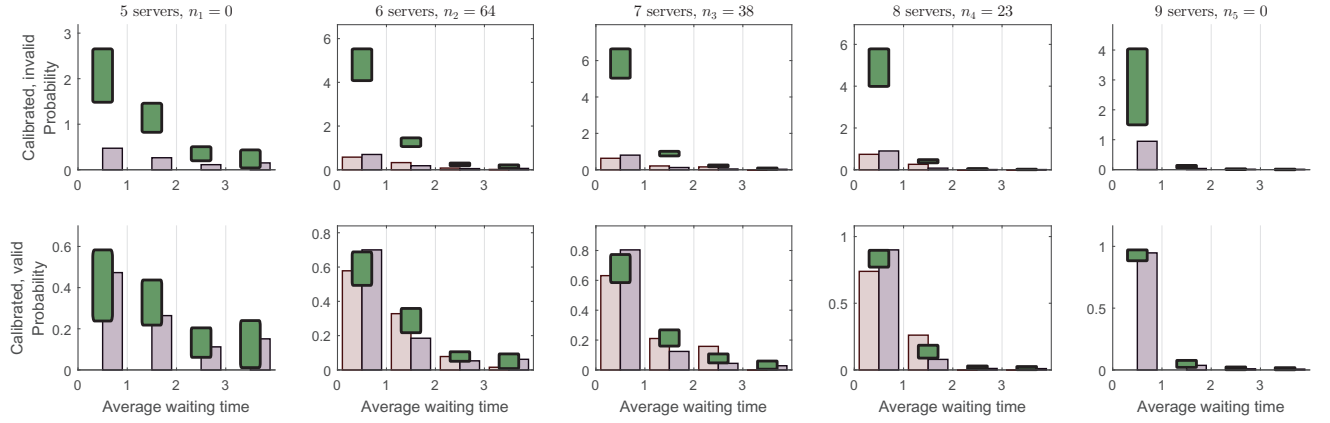 5 servers, n₁ = 0
6 servers, n₂ = 64
7 servers, n₃ = 38
8 servers, n₄ = 23
9 servers, n₅ = 0
Calibrated, invalid
Probability
3
2
1
0
0 1 2 3
6
4
2
0
0 1 2 3
6
4
2
0
0 1 2 3
6
4
2
0
0 1 2 3
4
3
2
1
0
0 1 2 3
Calibrated, valid
Probability
0.6
0.4
0.2
0
0 1 2 3
0.8
0.6
0.4
0.2
0
0 1 2 3
0.8
0.6
0.4
0.2
0
0 1 2 3
1
0.5
0
0 1 2 3
1
0.5
0
0 1 2 3
Average waiting time
Average waiting time
Average waiting time
Average waiting time
Average waiting time